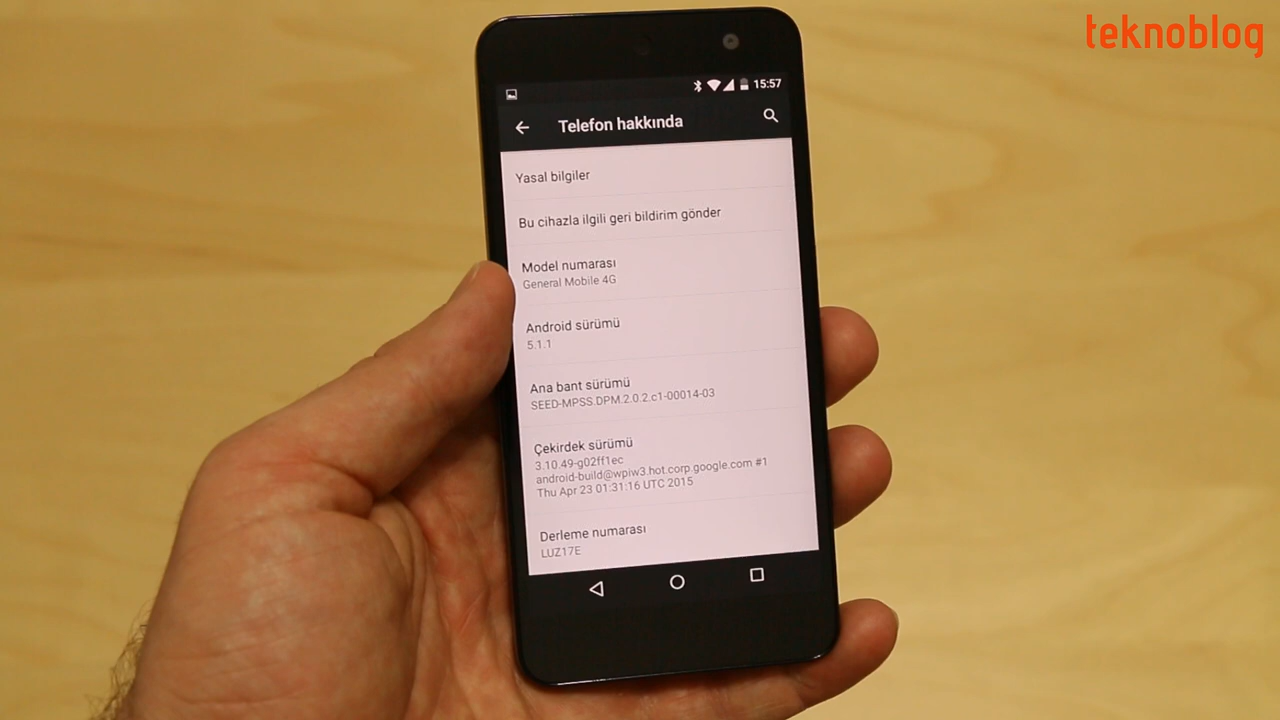 teknoblog
15:57
Telefon hakkında
Yasal bilgiler
Bu cihazla ilgili geri bildirim gönder
Model numarası
General Mobile 4G
Android sürümü
5.1.1
Ana bant sürümü
SEED-MPSS.DPM.2.0.2.c1-00014-03
Çekirdek sürümü
3.10.49-g02ff1ec
android-build@wpiw3.hot.corp.google.com #1
Thu Apr 23 01:31:16 UTC 2015
Derleme numarası
LUZ17E